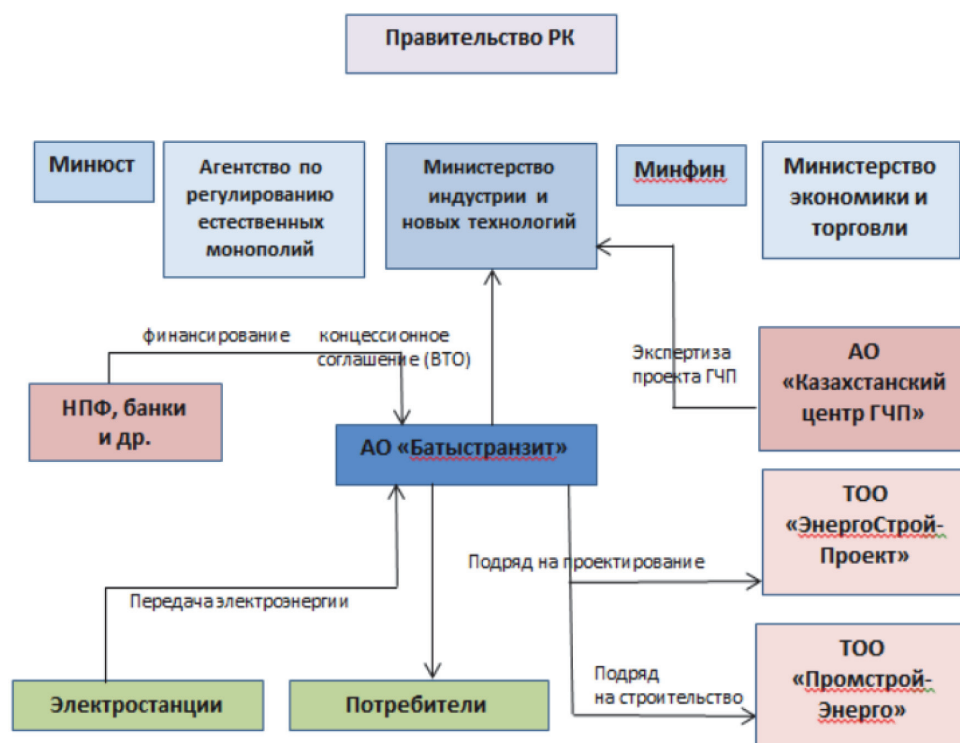 Правительство РК
Минюст
Агентство по
регулированию
естественных
монополий
Министерство
индустрии и
новых технологий
Минфин
Министерство
экономики и
торговли
финансирование
концессионное
соглашение (ВТО)
Экспертиза
проекта ГЧП
АО
«Казахстанский
центр ГЧП»
НПФ, банки
и др.
АО «Батыстранзит»
ТОО
«ЭнергоСтрой-
Проект»
Подряд на проектирование
Передача электроэнергии
ТОО
«Промстрой-
Энерго»
Подряд
на строительство
Электростанции
Потребители